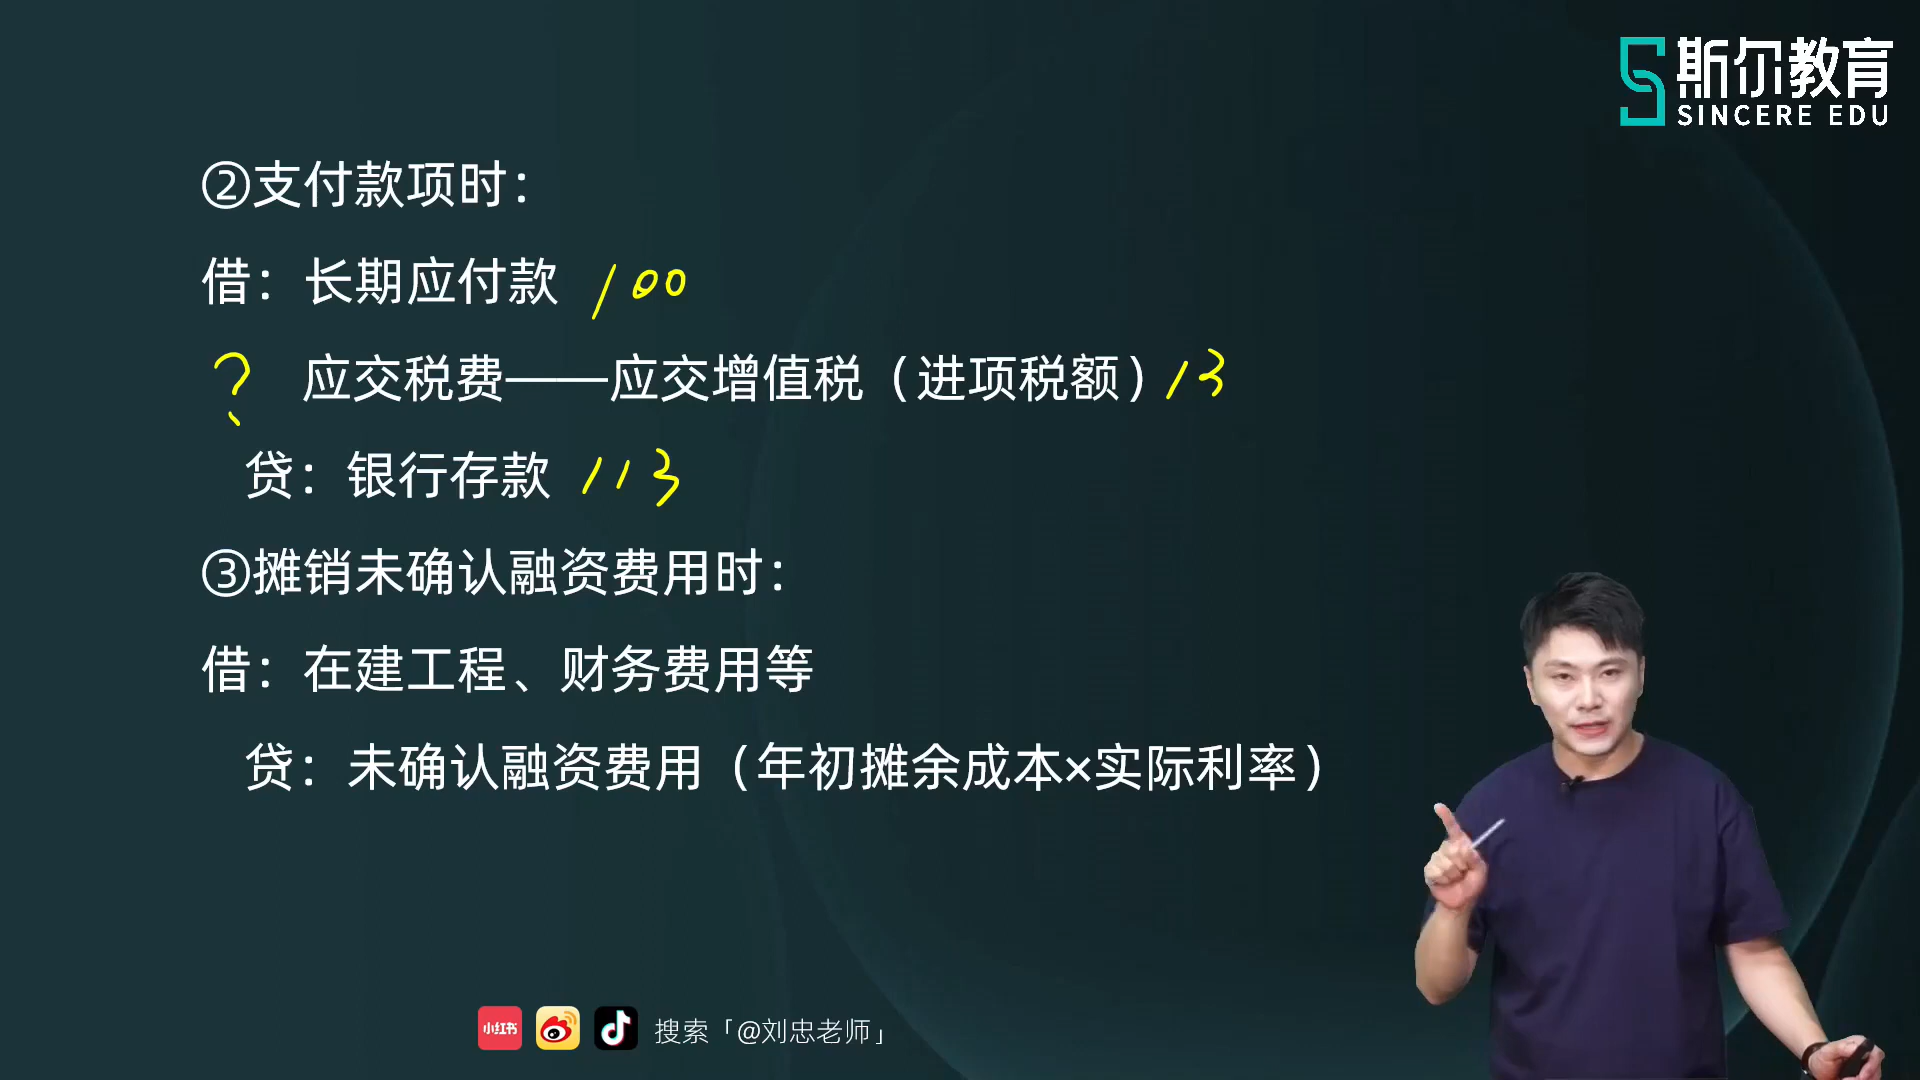 斯尔教育
SINCERE EDU
②支付款项时：
借：长期应付款 100
? 应交税费——应交增值税（进项税额）13
贷：银行存款 113
③摊销未确认融资费用时：
借：在建工程、财务费用等
贷：未确认融资费用（年初摊余成本×实际利率）
小红书 搜索「@刘忠老师」